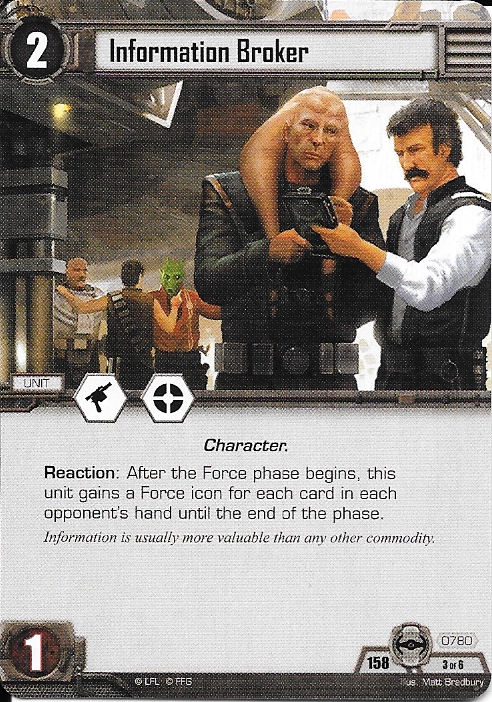 2
Information Broker
UNIT
Character.
Reaction: After the Force phase begins, this
unit gains a Force icon for each card in each
opponent's hand until the end of the phase.
Information is usually more valuable than any other commodity.
1
0780
158
3 OF 6
© LFL © FFG
Illus. Matt Bradbury